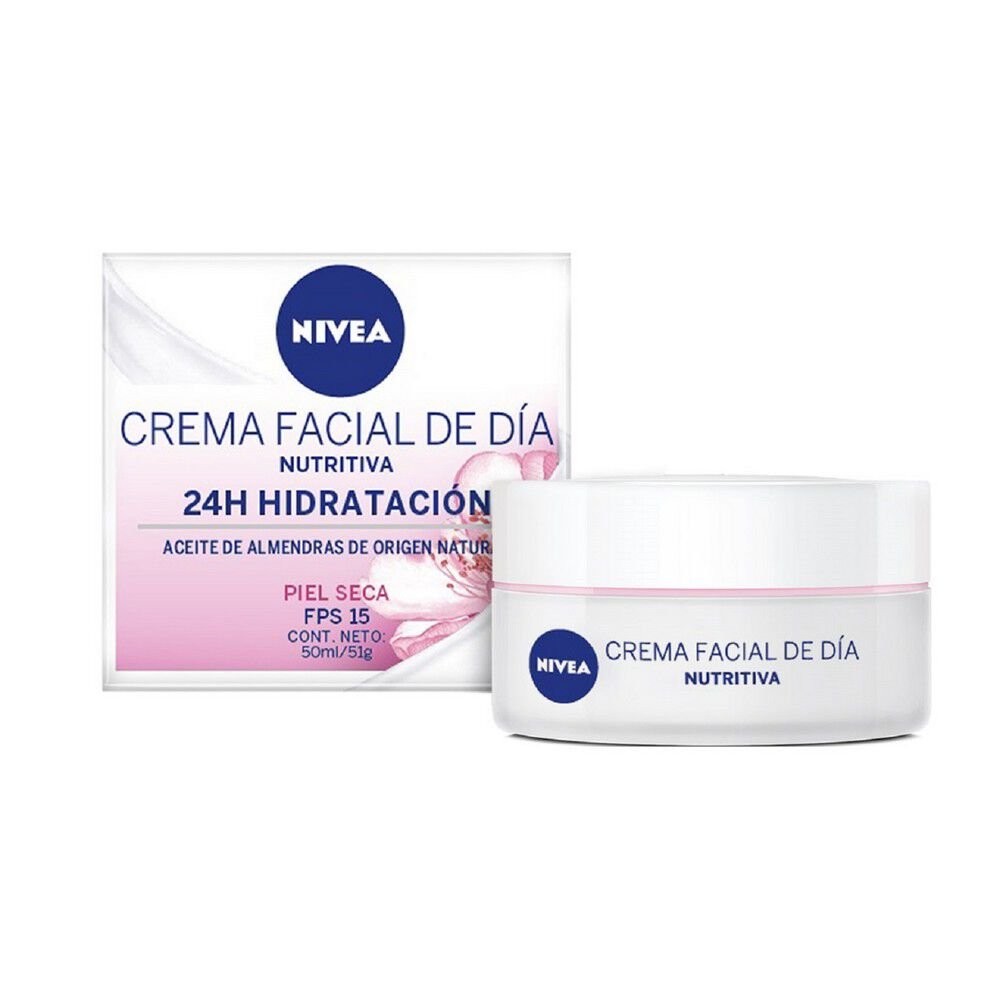 NIVEA
CREMA FACIAL DE DÍA
NUTRITIVA
24H HIDRATACIÓN
ACEITE DE ALMENDRAS DE ORIGEN
PIEL SECA
FPS 15
CONT. NETO:
50ml/51g
NIVEA
CREMA FACIAL DE DÍA
NUTRITIVA